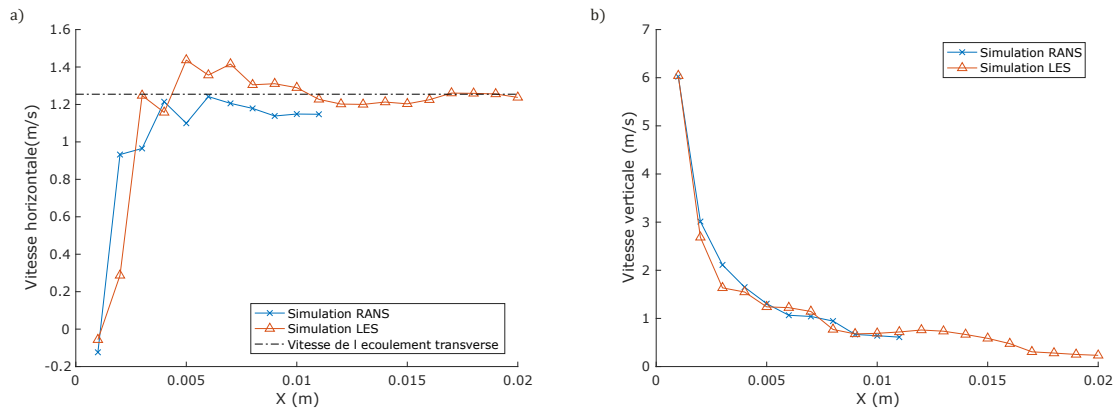 a)
1.6
1.4
1.2
1
0.8
0.6
0.4
0.2
0
-0.2
Vitesse horizontale(m/s)
0
0.005
0.01
0.015
0.02
X (m)
Simulation RANS
Simulation LES
Vitesse de l ecoulement transverse
b)
7
6
5
4
3
2
1
0
Vitesse verticale (m/s)
0
0.005
0.01
0.015
0.02
X (m)
Simulation RANS
Simulation LES